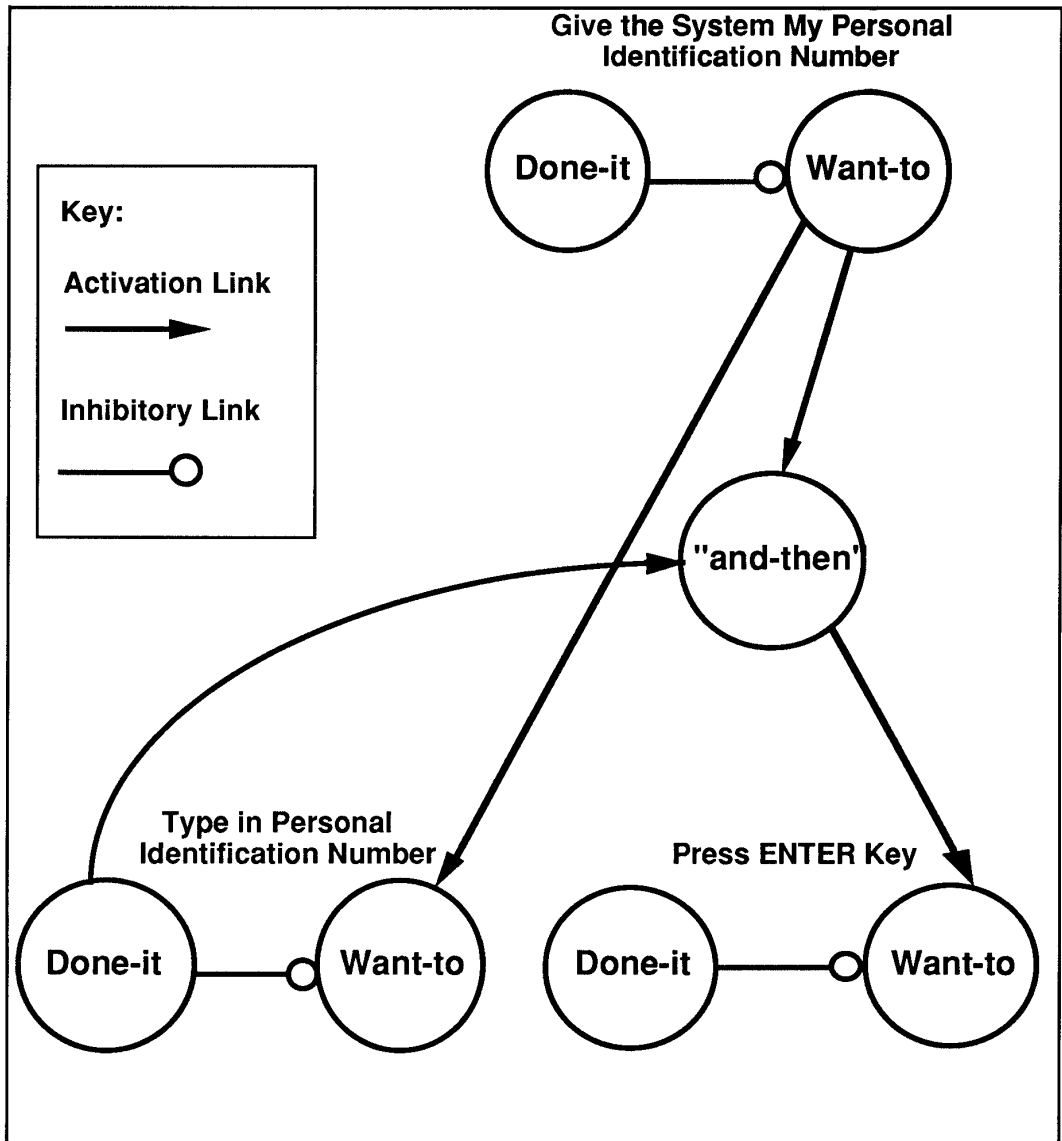 Give the System My Personal
Identification Number
Done-it
Want-to
Key:
Activation Link
Inhibitory Link
"and-then"
Type in Personal
Identification Number
Press ENTER Key
Done-it
Want-to
Done-it
Want-to